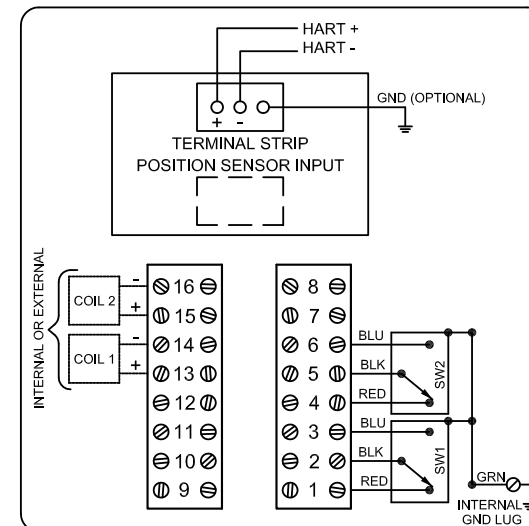 HART +
HART -
GND (OPTIONAL)
+ -
TERMINAL STRIP
POSITION SENSOR INPUT
INTERNAL OR EXTERNAL
COIL 2
-
+
COIL 1
-
+
16
15
14
13
12
11
10
9
8
7
6
5
4
3
2
1
BLU
BLK
RED
SW2
BLU
BLK
RED
SW1
GRN
INTERNAL
GND LUG